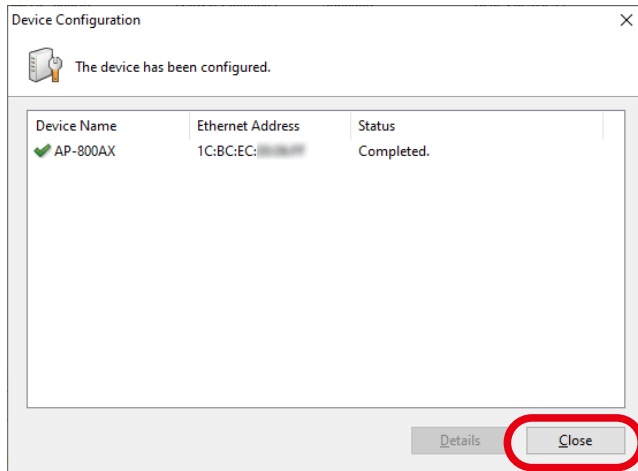 Device Configuration
The device has been configured.
Device Name Ethernet Address Status
AP-800AX 1C:BC:EC: Completed.
Details Close